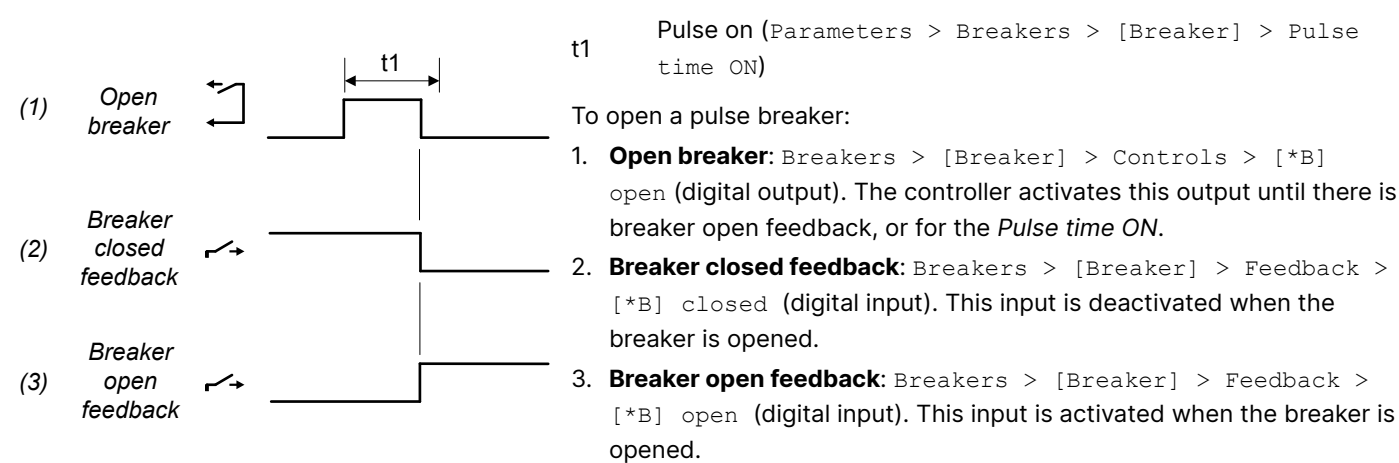 t1
(1)
Open
breaker
(2)
Breaker
closed
feedback
(3)
Breaker
open
feedback
t1
Pulse on (Parameters > Breakers > [Breaker] > Pulse
time ON)
To open a pulse breaker:
1. Open breaker: Breakers > [Breaker] > Controls > [*B]
open (digital output). The controller activates this output until there is
breaker open feedback, or for the Pulse time ON.
2. Breaker closed feedback: Breakers > [Breaker] > Feedback >
[*B] closed (digital input). This input is deactivated when the
breaker is opened.
3. Breaker open feedback: Breakers > [Breaker] > Feedback >
[*B] open (digital input). This input is activated when the breaker is
opened.